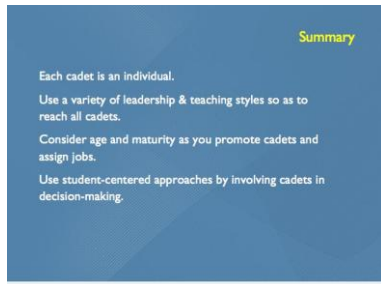 Summary
Each cadet is an individual.
Use a variety of leadership & teaching styles so as to
reach all cadets.
Consider age and maturity as you promote cadets and
assign jobs.
Use student-centered approaches by involving cadets in
decision-making.